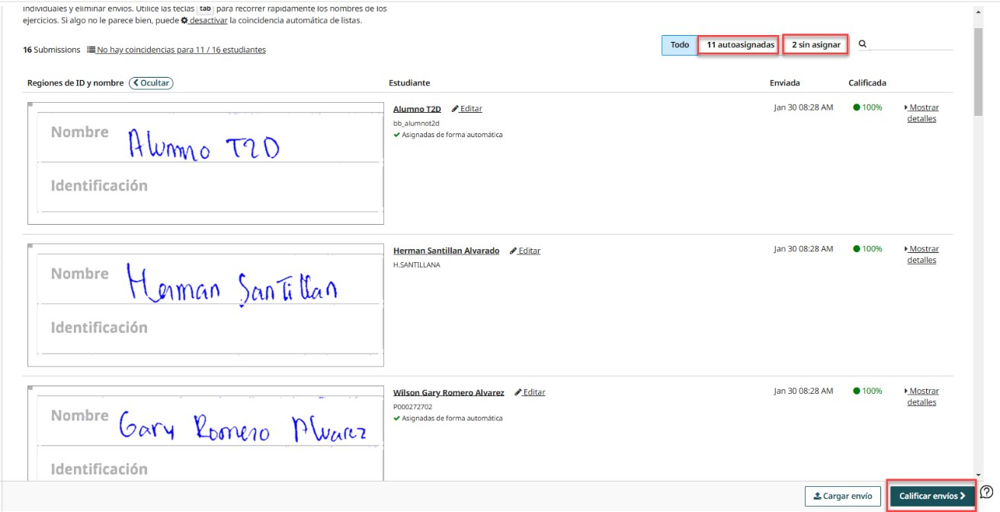 individuales y eliminar envíos. Utilice las teclas tab para recorrer rápidamente los nombres de los
ejercicios. Si algo no le parece bien, puede desactivar la coincidencia automática de listas.
16 Submissions No hay coincidencias para 11 / 16 estudiantes
Todo 11 autoasignadas 2 sin asignar
Regiones de ID y nombre Ocultar Estudiante Enviada Calificada
Nombre Alumno T2D
Identificación
Alumno T2D Editar
bb_alumnot2d
Asignadas de forma automática
Jan 30 08:28 AM 100% Mostrar
detalles
Nombre Herman Santillan
Identificación
Herman Santillan Alvarado Editar
H.SANTILLANA
Jan 30 08:28 AM 100% Mostrar
detalles
Nombre Gary Romero Alvarez
Identificación
Wilson Gary Romero Alvarez Editar
P000272702
Asignadas de forma automática
Jan 30 08:28 AM 100% Mostrar
detalles
Cargar envío Calificar envíos